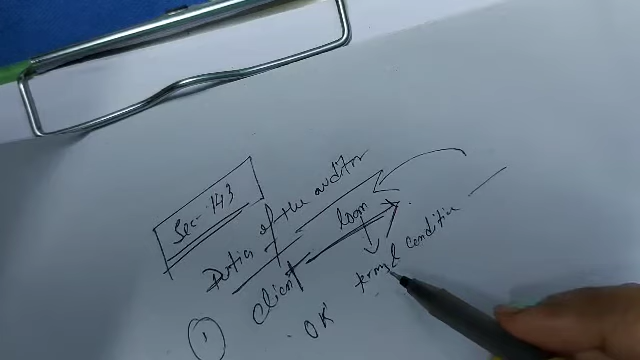 Sec-143
Duties of the auditor
client loan
terms & condition
① OK